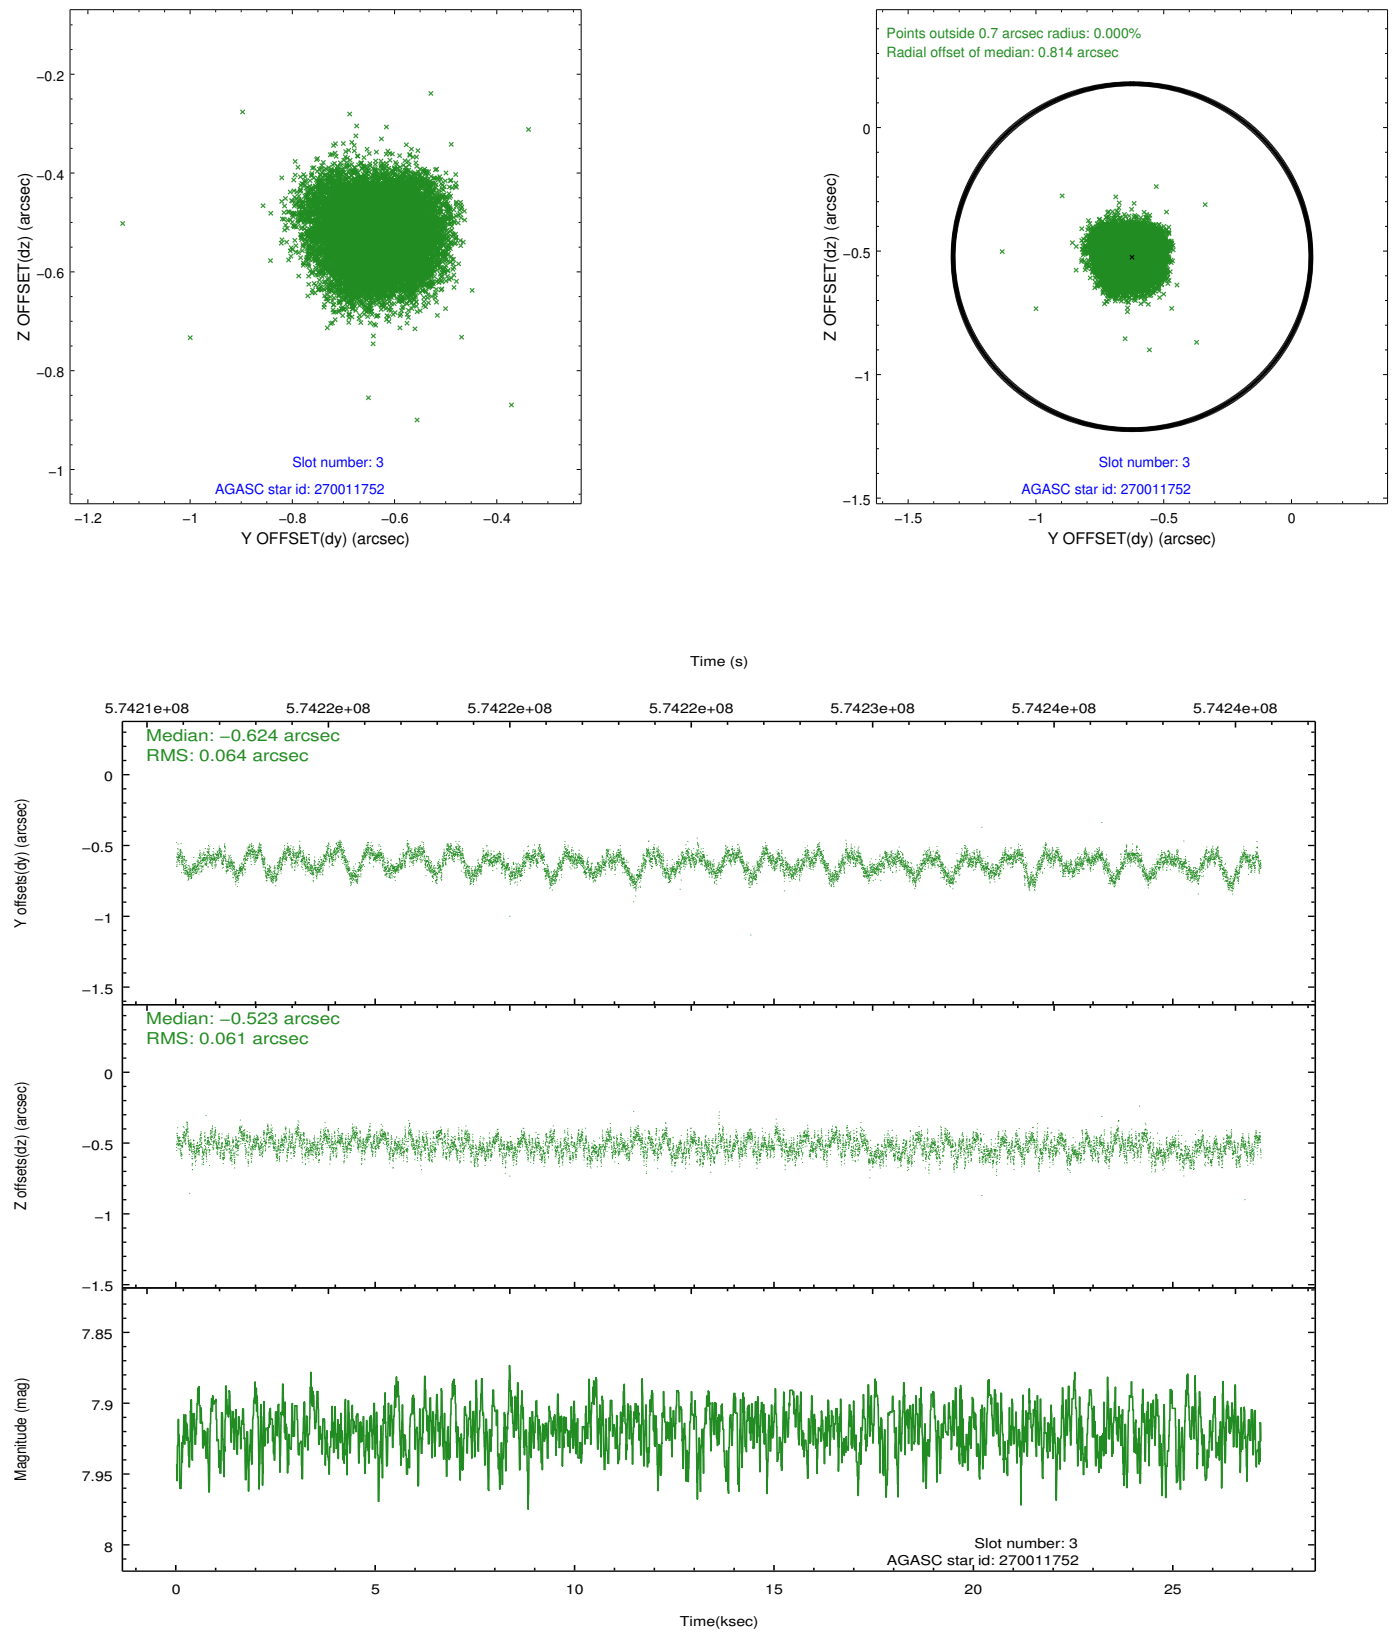 −0.2
−0.4
−0.6
−0.8
−1
−1.2
−1
−0.8
−0.6
−0.4
Z OFFSET(dz) (arcsec)
Y OFFSET(dy) (arcsec)
Slot number: 3
AGASC star id: 270011752
Points outside 0.7 arcsec radius: 0.000%
Radial offset of median: 0.814 arcsec
0
−0.5
−1
−1.5
−1.5
−1
−0.5
0
Z OFFSET(dz) (arcsec)
Y OFFSET(dy) (arcsec)
Slot number: 3
AGASC star id: 270011752
Time (s)
5.7421e+08
5.7422e+08
5.7422e+08
5.7422e+08
5.7423e+08
5.7424e+08
5.7424e+08
Median: −0.624 arcsec
RMS: 0.064 arcsec
0
−0.5
−1
−1.5
Y offsets(dy) (arcsec)
Median: −0.523 arcsec
RMS: 0.061 arcsec
0
−0.5
−1
−1.5
Z offsets(dz) (arcsec)
7.85
7.9
7.95
8
Magnitude (mag)
Slot number: 3
AGASC star id: 270011752
0
5
10
15
20
25
Time(ksec)